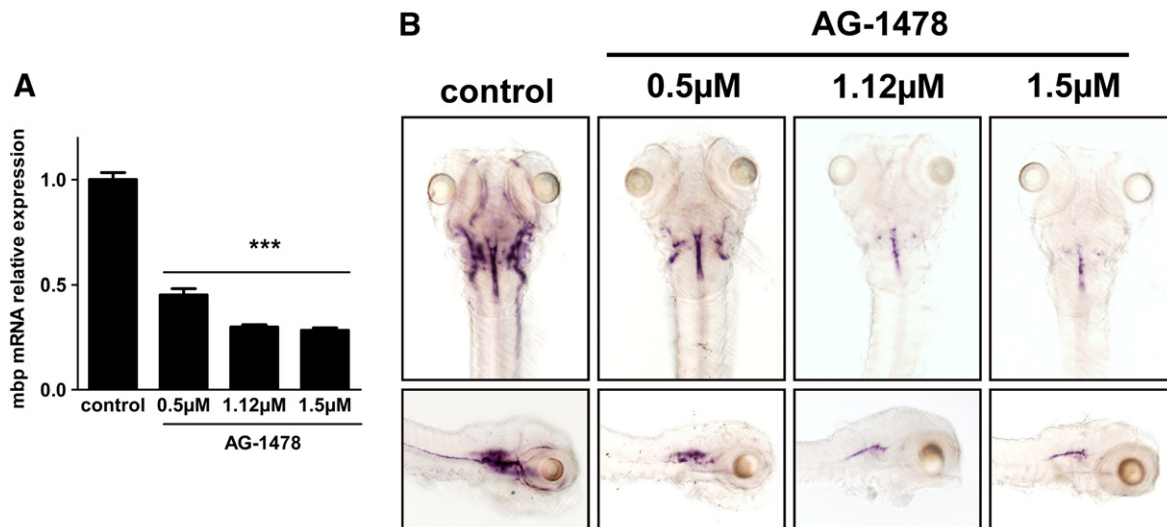 A
mbp mRNA relative expression
1.0
0.5
0.0
***
control
0.5µM
1.12µM
1.5µM
AG-1478
B
AG-1478
control
0.5µM
1.12µM
1.5µM